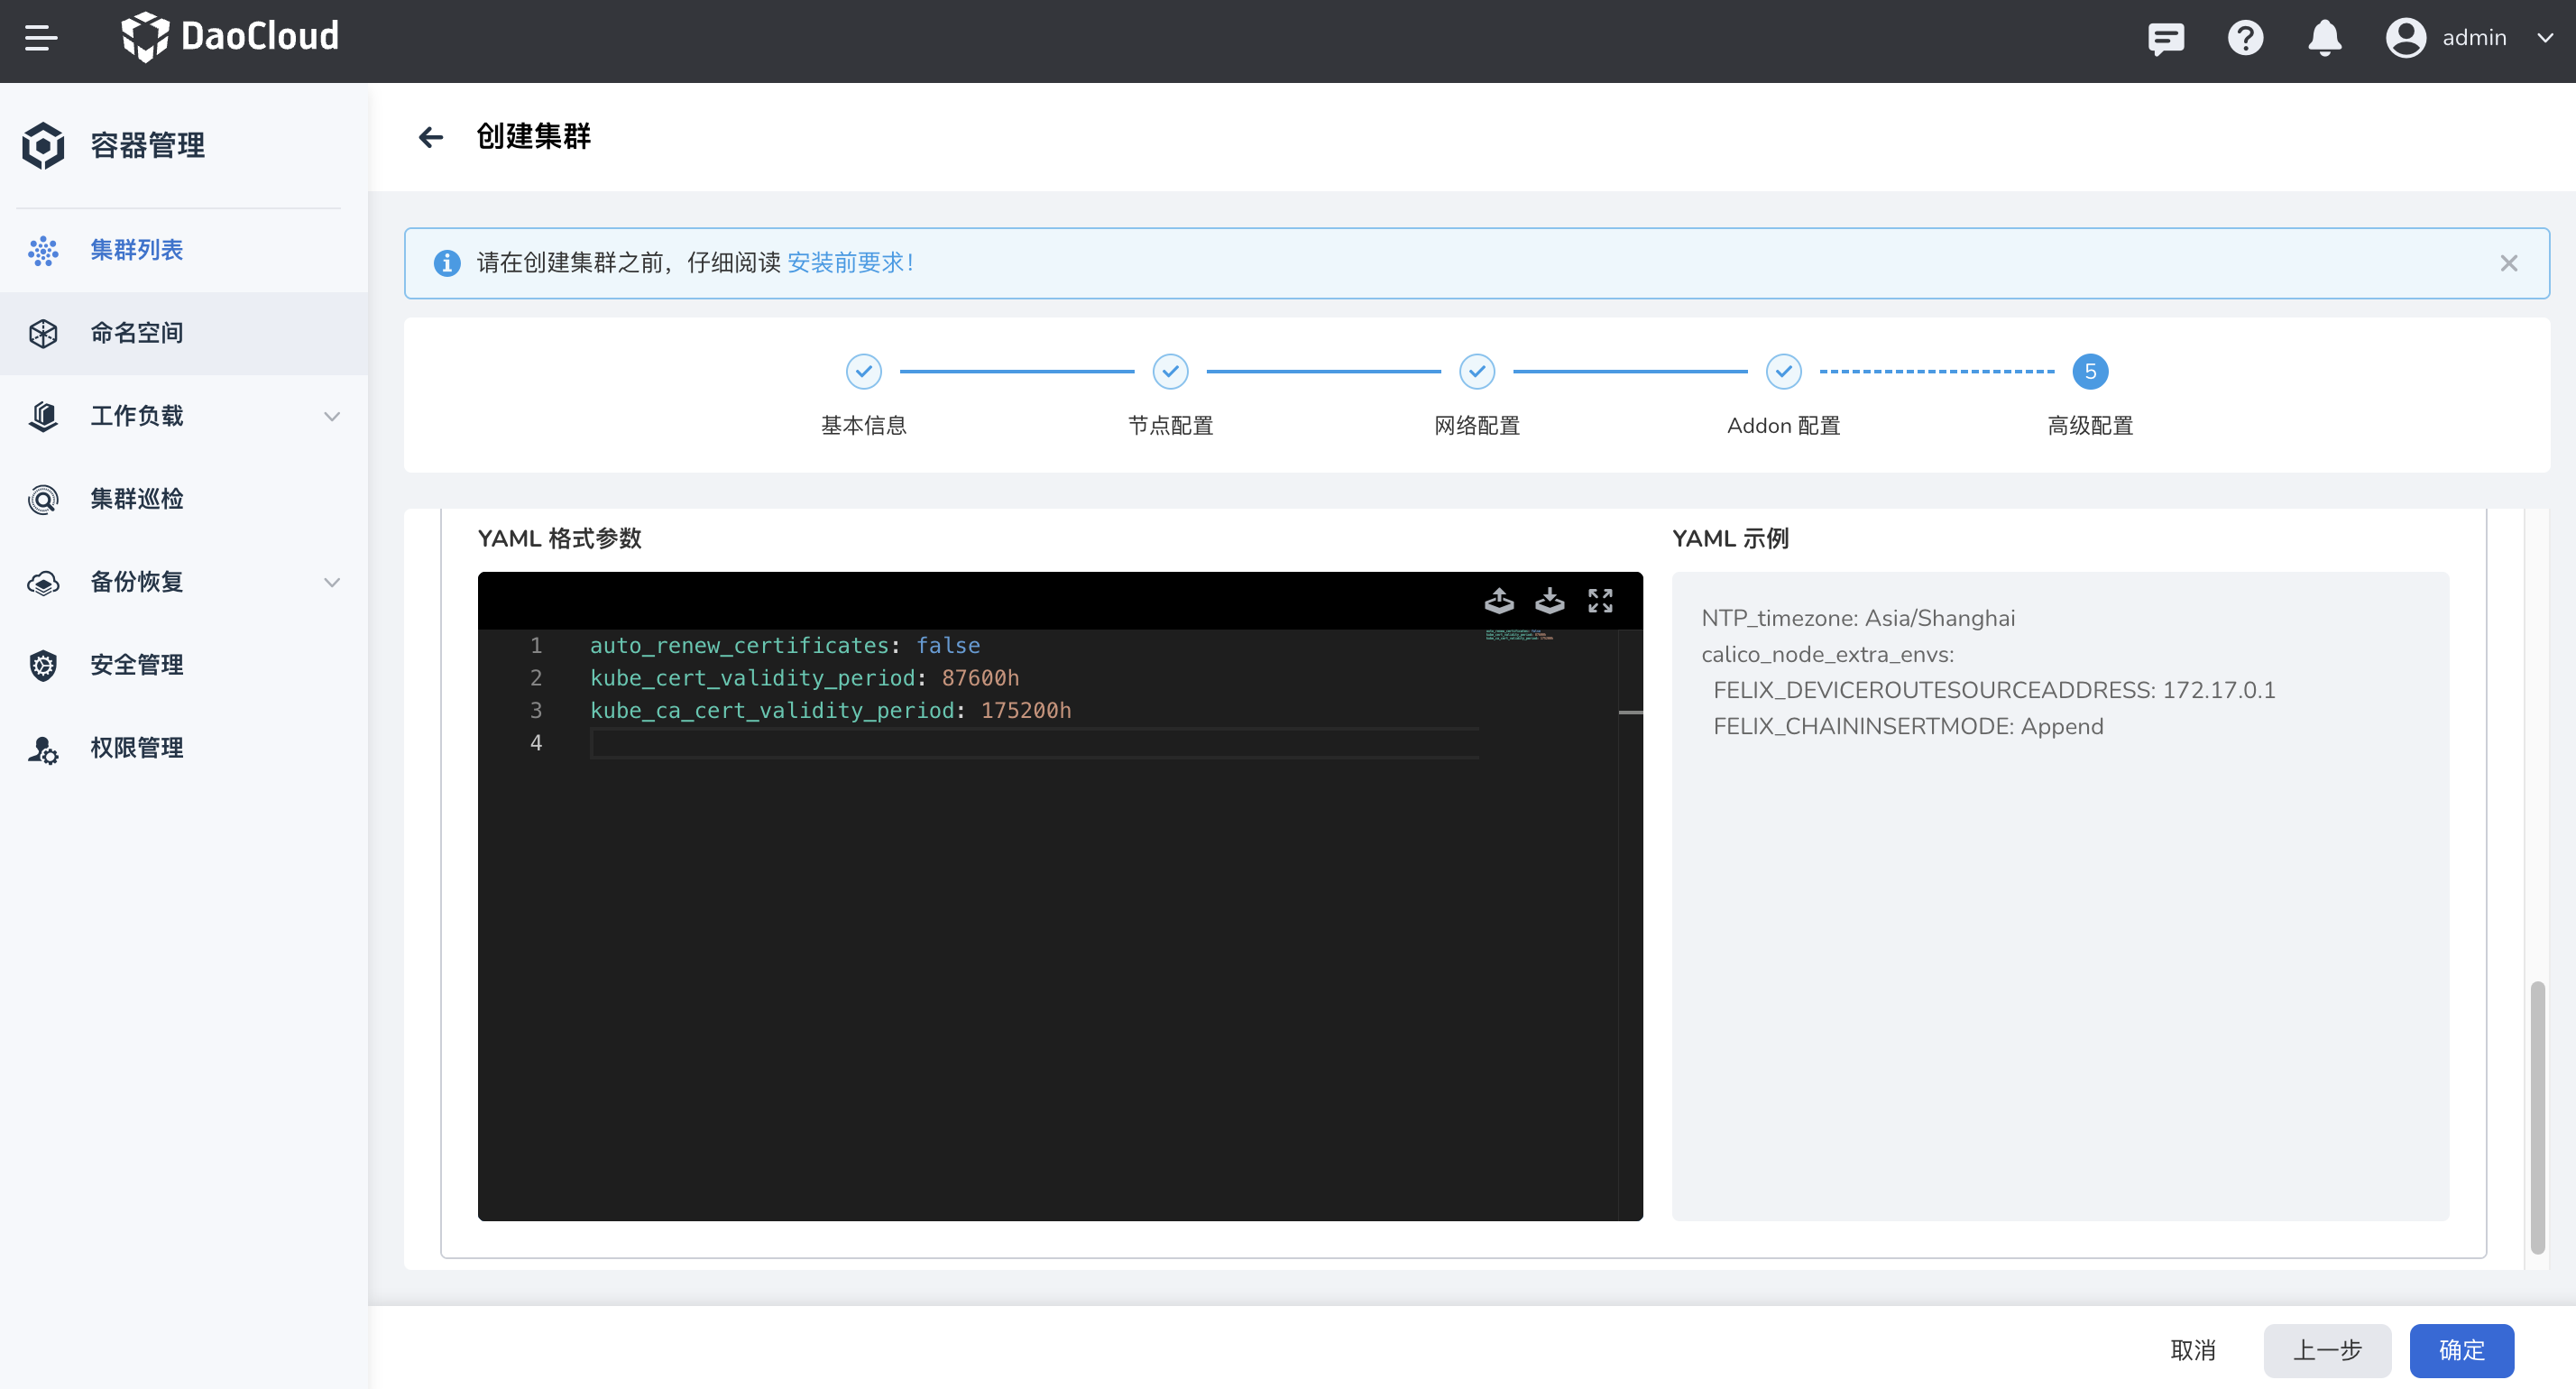 DaoCloud
admin
容器管理
集群列表
命名空间
工作负载
集群巡检
备份恢复
安全管理
权限管理
创建集群
请在创建集群之前，仔细阅读 安装前要求！
基本信息
节点配置
网络配置
Addon 配置
5
高级配置
YAML 格式参数
1 auto_renew_certificates: false
2 kube_cert_validity_period: 87600h
3 kube_ca_cert_validity_period: 175200h
4
YAML 示例
NTP_timezone: Asia/Shanghai
calico_node_extra_envs:
FELIX_DEVICEROUTESOURCEADDRESS: 172.17.0.1
FELIX_CHAININSERTMODE: Append
取消
上一步
确定